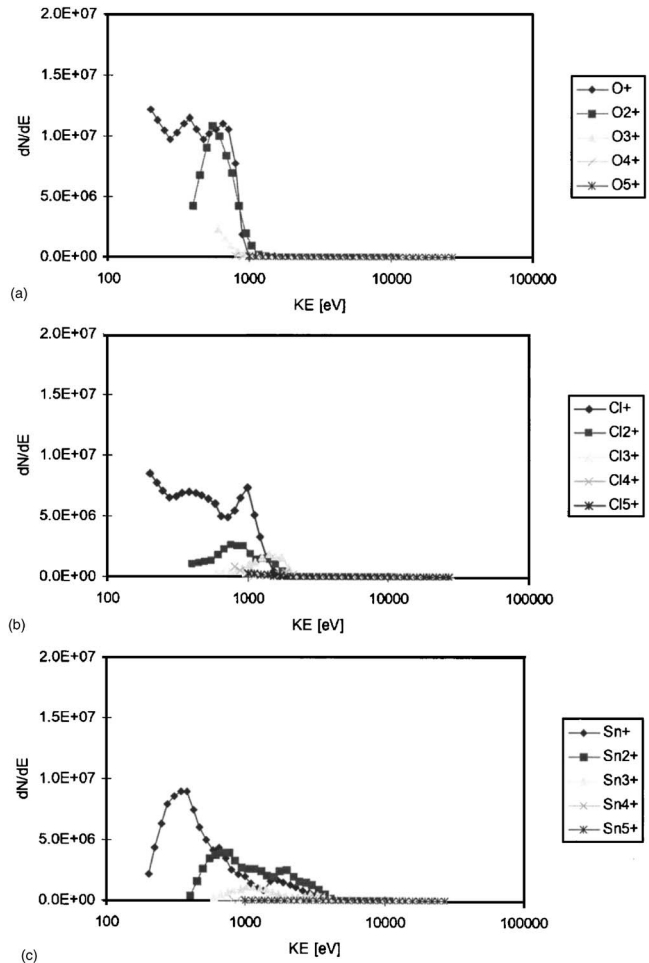 2.0E+07
1.5E+07
1.0E+07
5.0E+06
0.0E+00
dN/dE
100
1000
10000
100000
KE [eV]
O+
O2+
O3+
O4+
O5+
(a)
2.0E+07
1.5E+07
1.0E+07
5.0E+06
0.0E+00
dN/dE
100
1000
10000
100000
KE [eV]
Cl+
Cl2+
Cl3+
Cl4+
Cl5+
(b)
2.0E+07
1.5E+07
1.0E+07
5.0E+06
0.0E+00
dN/dE
100
1000
10000
100000
KE [eV]
Sn+
Sn2+
Sn3+
Sn4+
Sn5+
(c)